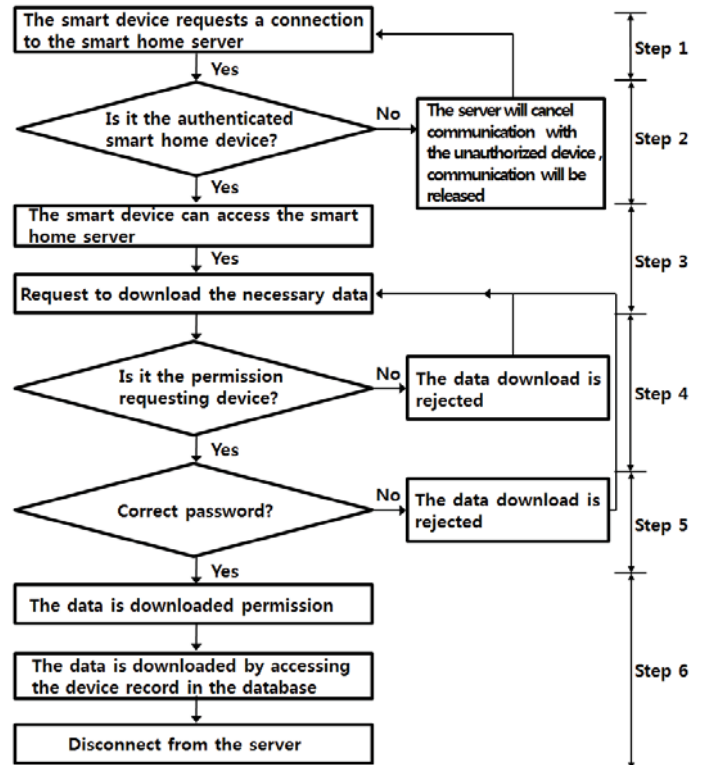 The smart device requests a connection
to the smart home server
Step 1
Yes
Is it the authenticated
smart home device?
No
The server will cancel
communication with
the unauthorized device,
communication will be
released
Step 2
Yes
The smart device can access the smart
home server
Yes
Step 3
Request to download the necessary data
Is it the permission
requesting device?
No
The data download is
rejected
Step 4
Yes
Correct password?
No
The data download is
rejected
Step 5
Yes
The data is downloaded permission
The data is downloaded by accessing
the device record in the database
Step 6
Disconnect from the server